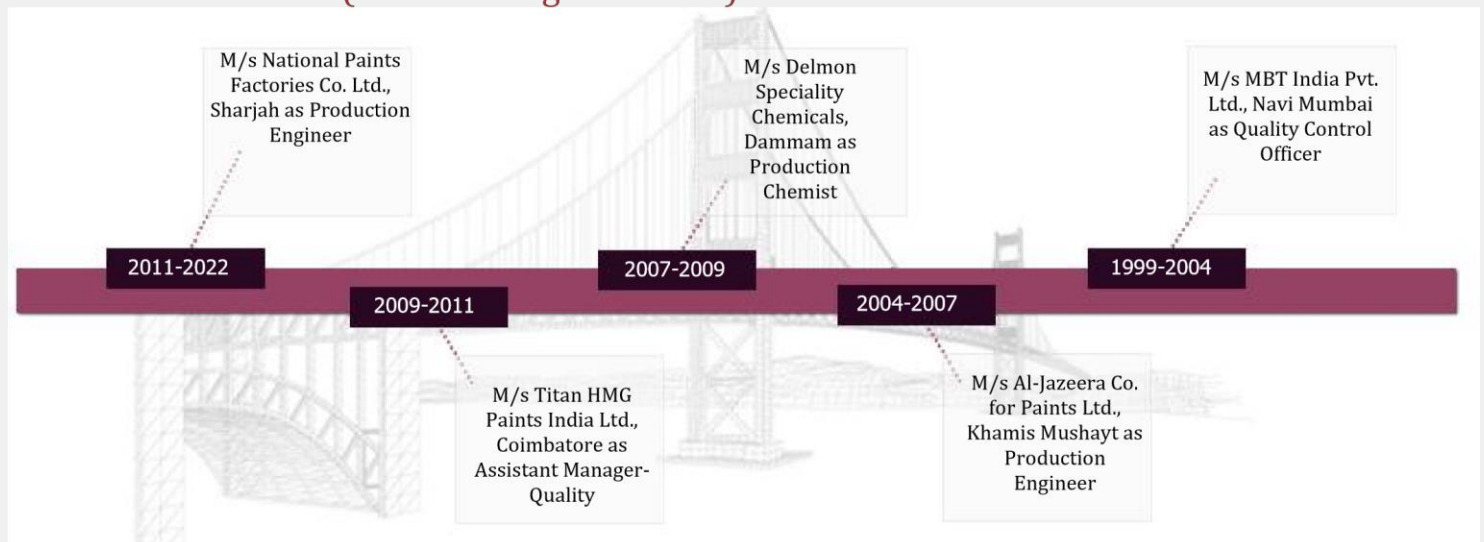 M/s National Paints
Factories Co. Ltd.,
Sharjah as Production
Engineer
M/s Delmon
Speciality
Chemicals,
Dammam as
Production
Chemist
M/s MBT India Pvt.
Ltd., Navi Mumbai
as Quality Control
Officer
2011-2022
2007-2009
1999-2004
2009-2011
2004-2007
M/s Titan HMG
Paints India Ltd.,
Coimbatore as
Assistant Manager-
Quality
M/s Al-Jazeera Co.
for Paints Ltd.,
Khamis Mushayt as
Production
Engineer